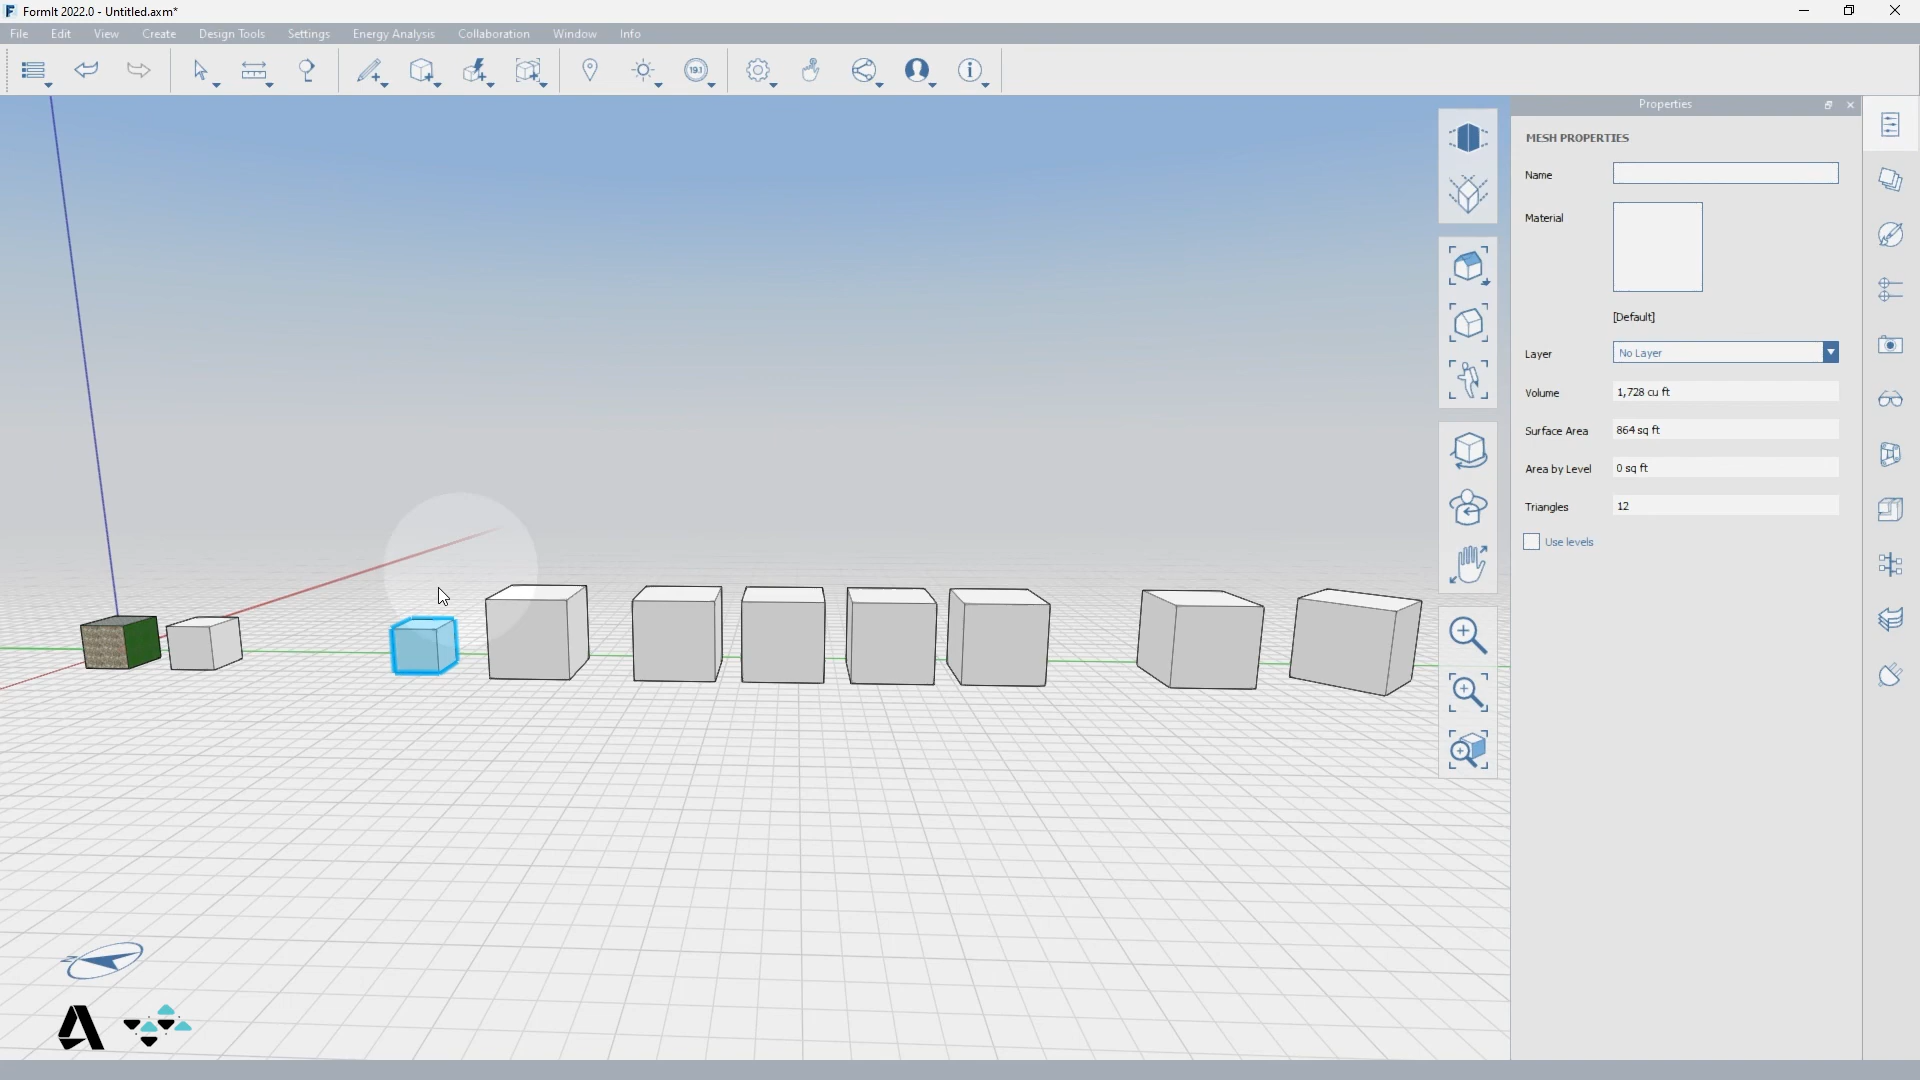 FormIt 2022.0 - Untitled.axm*
File Edit View Create Design Tools Settings Energy Analysis Collaboration Window Info
19.1
Properties
MESH PROPERTIES
Name
Material
[Default]
Layer No Layer
Volume 1,728 cu ft
Surface Area 864 sq ft
Area by Level 0 sq ft
Triangles 12
Use levels